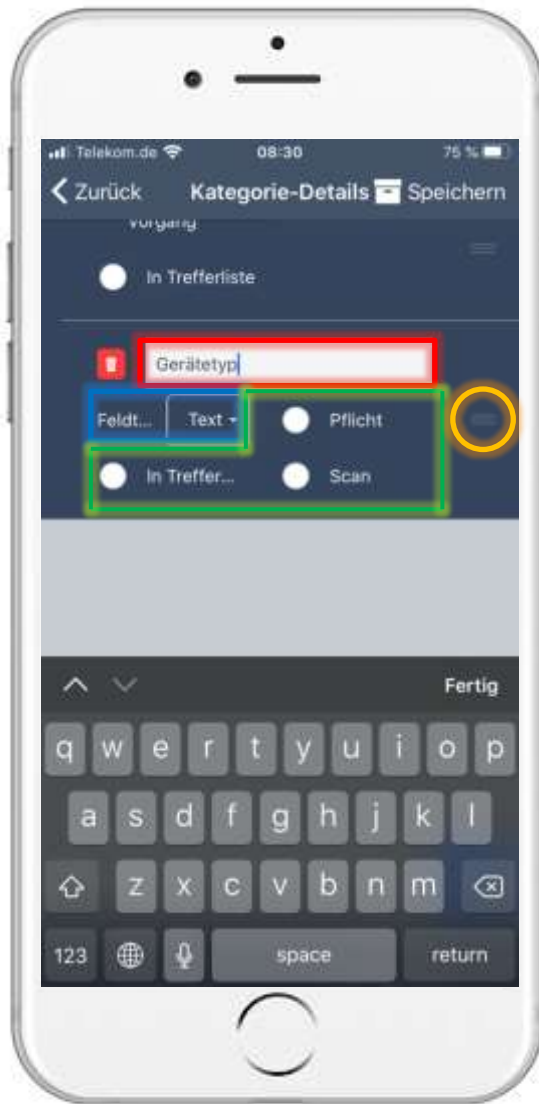 Telekom.de 08:30 75 %
Zurück Kategorie-Details Speichern
Vorgang
In Trefferliste
Gerätetyp
Feldt... Text Pflicht
In Treffer... Scan
Fertig
q w e r t y u i o p
a s d f g h j k l
z x c v b n m
123 space return